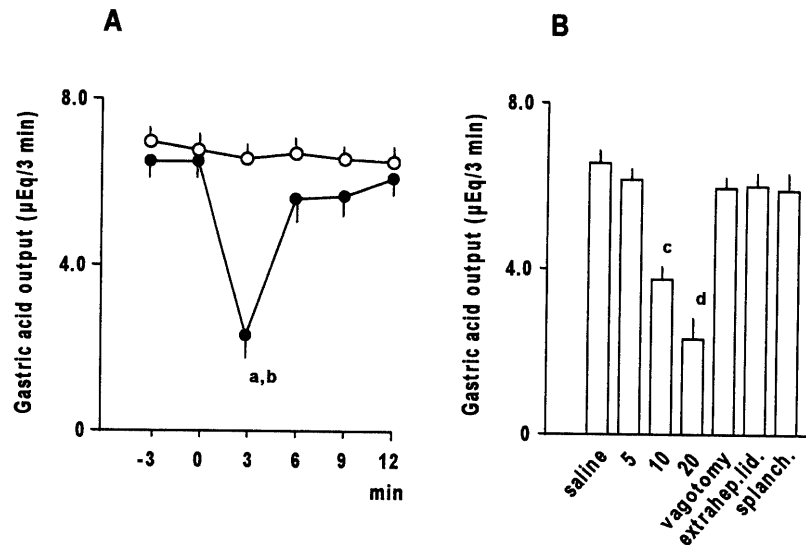 A
Gastric acid output (μEq/3 min)
8.0
4.0
0
a,b
-3 0 3 6 9 12
min
B
Gastric acid output (μEq/3 min)
8.0
4.0
0
c
d
saline
5
10
20
vagotomy
extrahep.lid.
splanch.